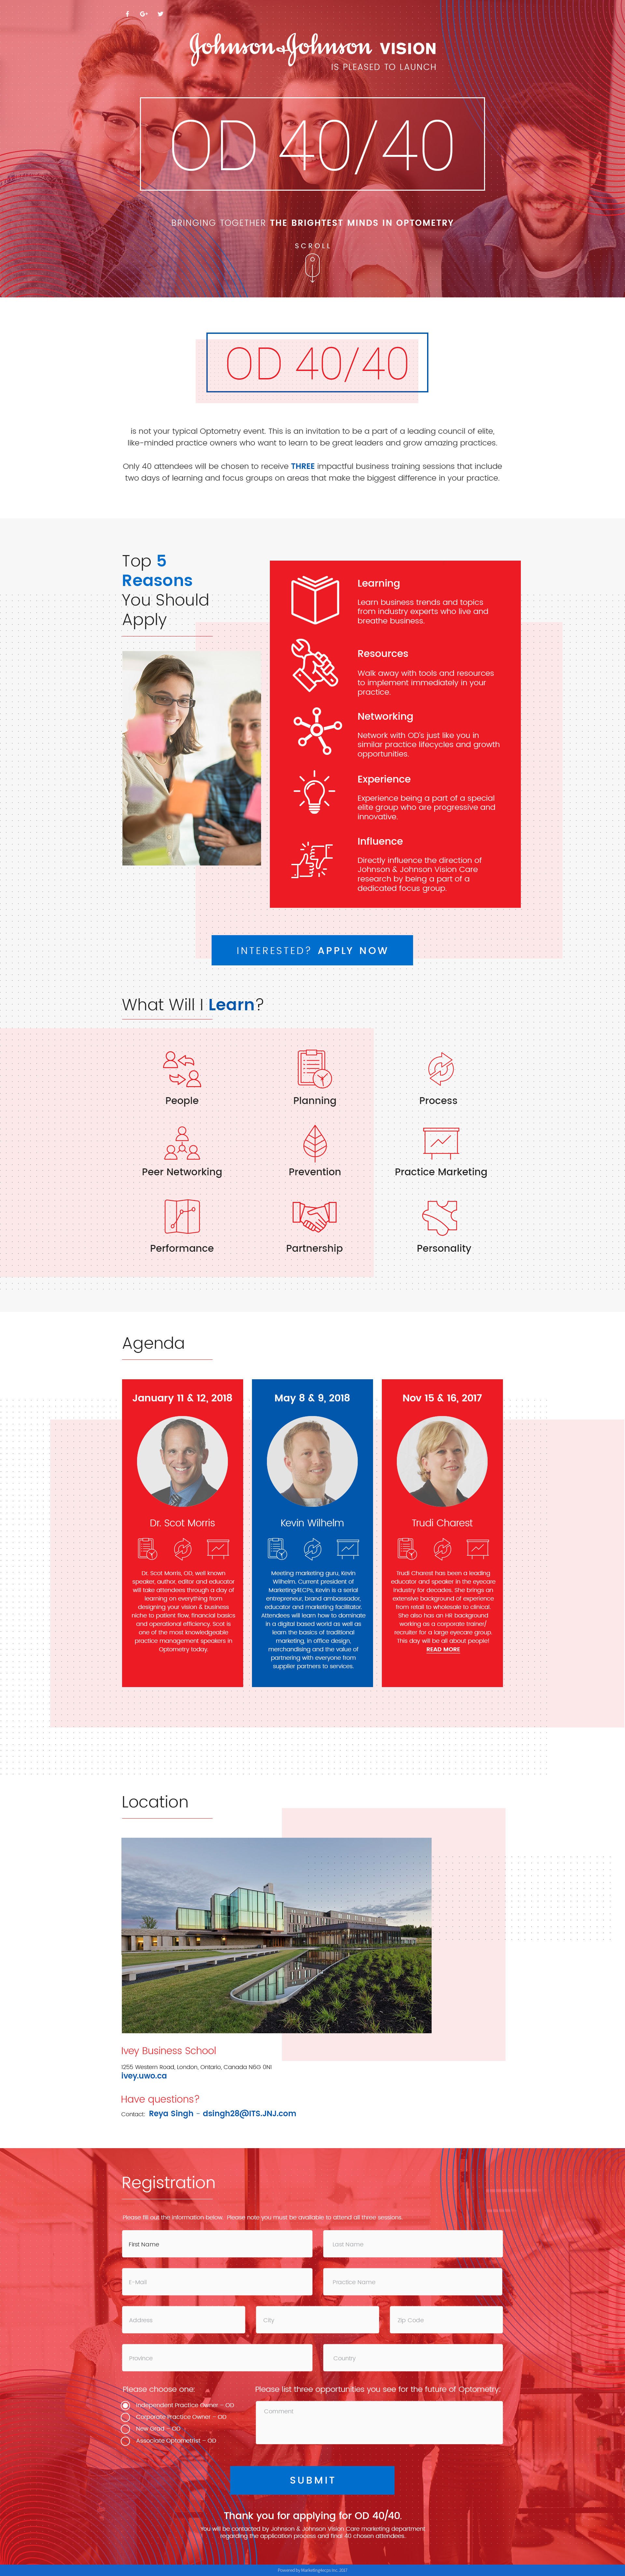 Johnson & Johnson VISION
IS PLEASED TO LAUNCH
OD 40/40
BRINGING TOGETHER THE BRIGHTEST MINDS IN OPTOMETRY
SCROLL
OD 40/40
is not your typical Optometry event. This is an invitation to be a part of a leading council of elite,
like-minded practice owners who want to learn to be great leaders and grow amazing practices.
Only 40 attendees will be chosen to receive THREE impactful business training sessions that include
two days of learning and focus groups on areas that make the biggest difference in your practice.
Top 5
Reasons
You Should
Apply
Learning
Learn business trends and topics
from industry experts who live and
breathe business.
Resources
Walk away with tools and resources
to implement immediately in your
practice.
Networking
Network with OD's just like you in
similar practice lifecycles and growth
opportunities.
Experience
Experience being a part of a special
elite group who are progressive and
innovative.
Influence
Directly influence the direction of
Johnson & Johnson Vision Care
research by being a part of a
dedicated focus group.
INTERESTED? APPLY NOW
What Will I Learn?
People
Planning
Process
Peer Networking
Prevention
Practice Marketing
Performance
Partnership
Personality
Agenda
January 11 & 12, 2018
Dr. Scot Morris
Dr. Scot Morris, OD, well known
speaker, author, editor and educator
will take attendees through a day of
learning on everything from
designing your vision & business
niche to patient flow, financial basics
and operational efficiency. Scot is
one of the most knowledgeable
practice management speakers in
Optometry today.
May 8 & 9, 2018
Kevin Wilhelm
Meeting marketing guru, Kevin
Wilhelm. Current president of
Marketing4ECPs, Kevin is a serial
entrepreneur, brand ambassador,
educator and marketing facilitator.
Attendees will learn how to dominate
in a digital based world as well as
learn the basics of traditional
marketing, in office design,
merchandising and the value of
partnering with everyone from
supplier partners to services.
Nov 15 & 16, 2017
Trudi Charest
Trudi Charest has been a leading
educator and speaker in the eyecare
industry for decades. She brings an
extensive background of experience
from retail to wholesale to clinical.
She also has an HR background
working as a corporate trainer/
recruiter for a large eyecare group.
This day will be all about people!
READ MORE
Location
Ivey Business School
1255 Western Road, London, Ontario, Canada N6G 0N1
ivey.uwo.ca
Have questions?
Contact: Reya Singh - dsingh28@ITS.JNJ.com
Registration
Please fill out the information below. Please note you must be available to attend all three sessions.
First Name
Last Name
E-Mail
Practice Name
Address
City
Zip Code
Province
Country
Please choose one:
Independent Practice Owner – OD
Corporate Practice Owner – OD
New Grad – OD
Associate Optometrist – OD
Please list three opportunities you see for the future of Optometry:
Comment
SUBMIT
Thank you for applying for OD 40/40.
You will be contacted by Johnson & Johnson Vision Care marketing department
regarding the application process and final 40 chosen attendees.
Powered by Marketing4ecps Inc. 2017